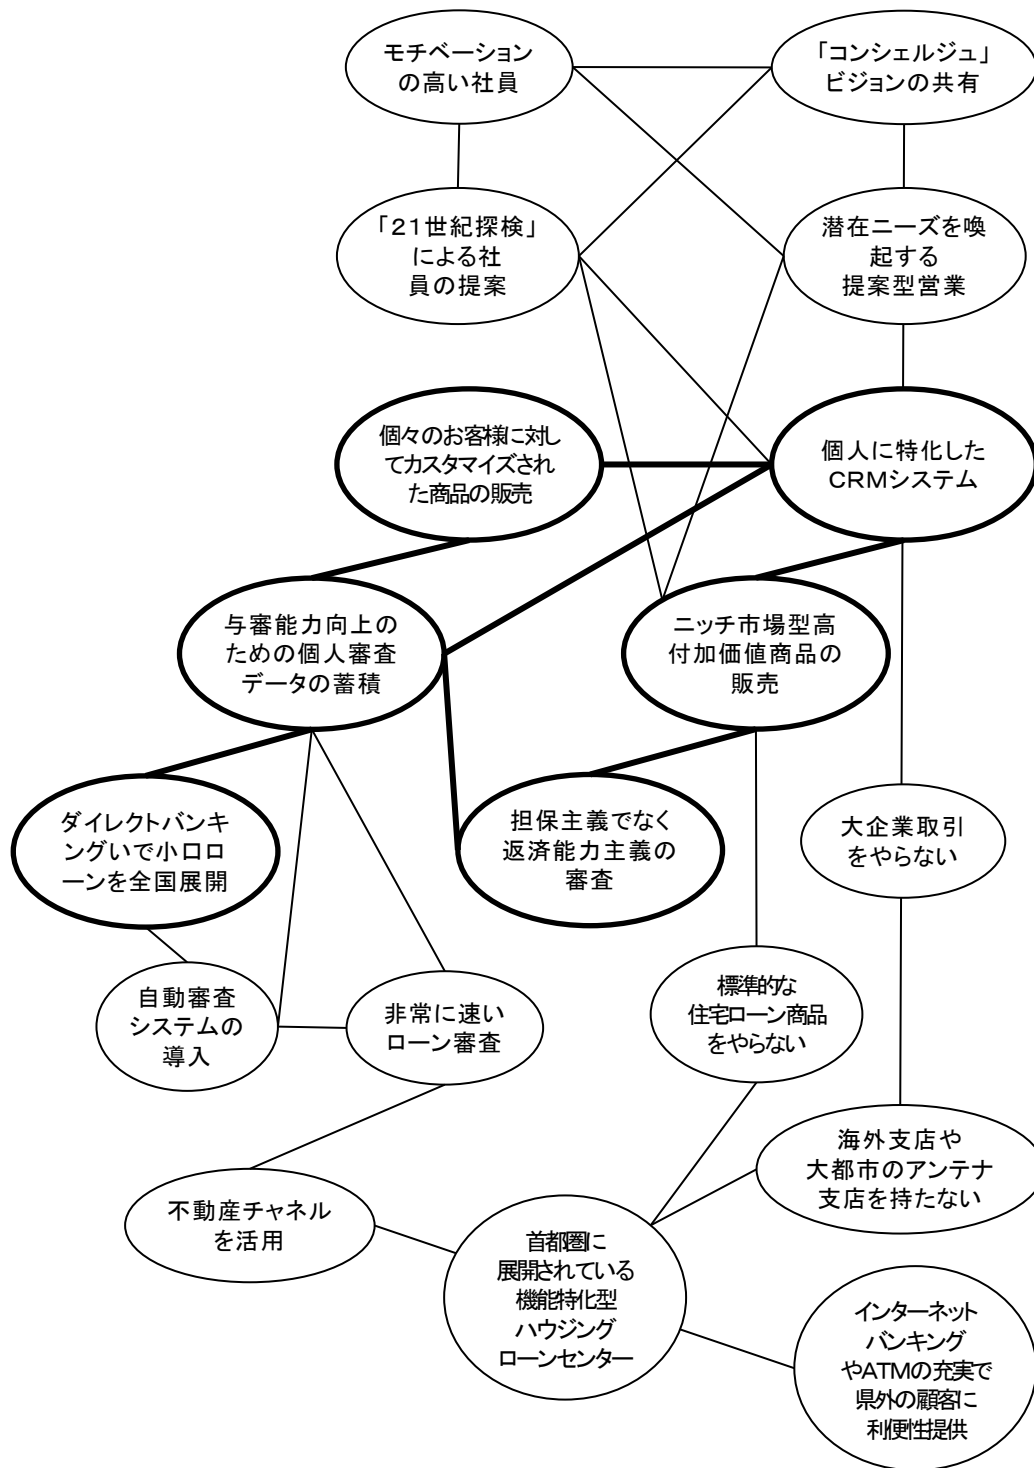 モチベーション
の高い社員
「コンシェルジュ」
ビジョンの共有
「21世紀探検」
による社
員の提案
潜在ニーズを喚
起する
提案型営業
個々のお客様に対し
てカスタマイズされ
た商品の販売
個人に特化した
CRMシステム
与審能力向上の
ための個人審査
データの蓄積
ニッチ市場型高
付加価値商品の
販売
ダイレクトバンキ
ングいで小口ロ
ーンを全国展開
担保主義でなく
返済能力主義の
審査
大企業取引
をやらない
自動審査
システムの
導入
非常に速い
ローン審査
標準的な
住宅ローン商品
をやらない
海外支店や
大都市のアンテナ
支店を持たない
不動産チャネル
を活用
首都圏に
展開されている
機能特化型
ハウジング
ローンセンター
インターネット
バンキング
やATMの充実で
県外の顧客に
利便性提供